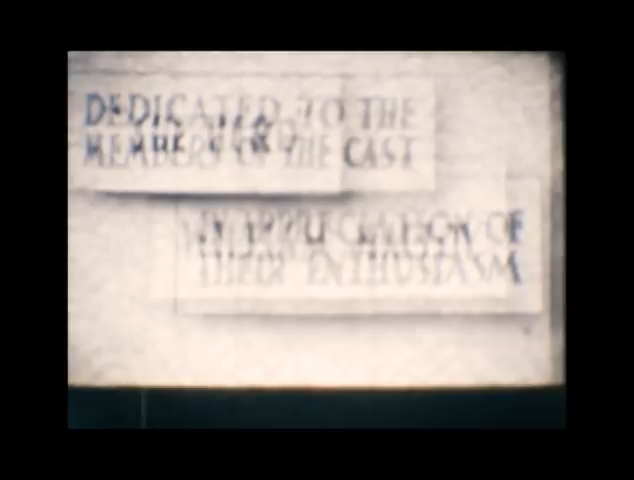 DEDICATED TO THE
MEMBERS OF THE CAST
IN APPRECIATION OF
THEIR ENTHUSIASM